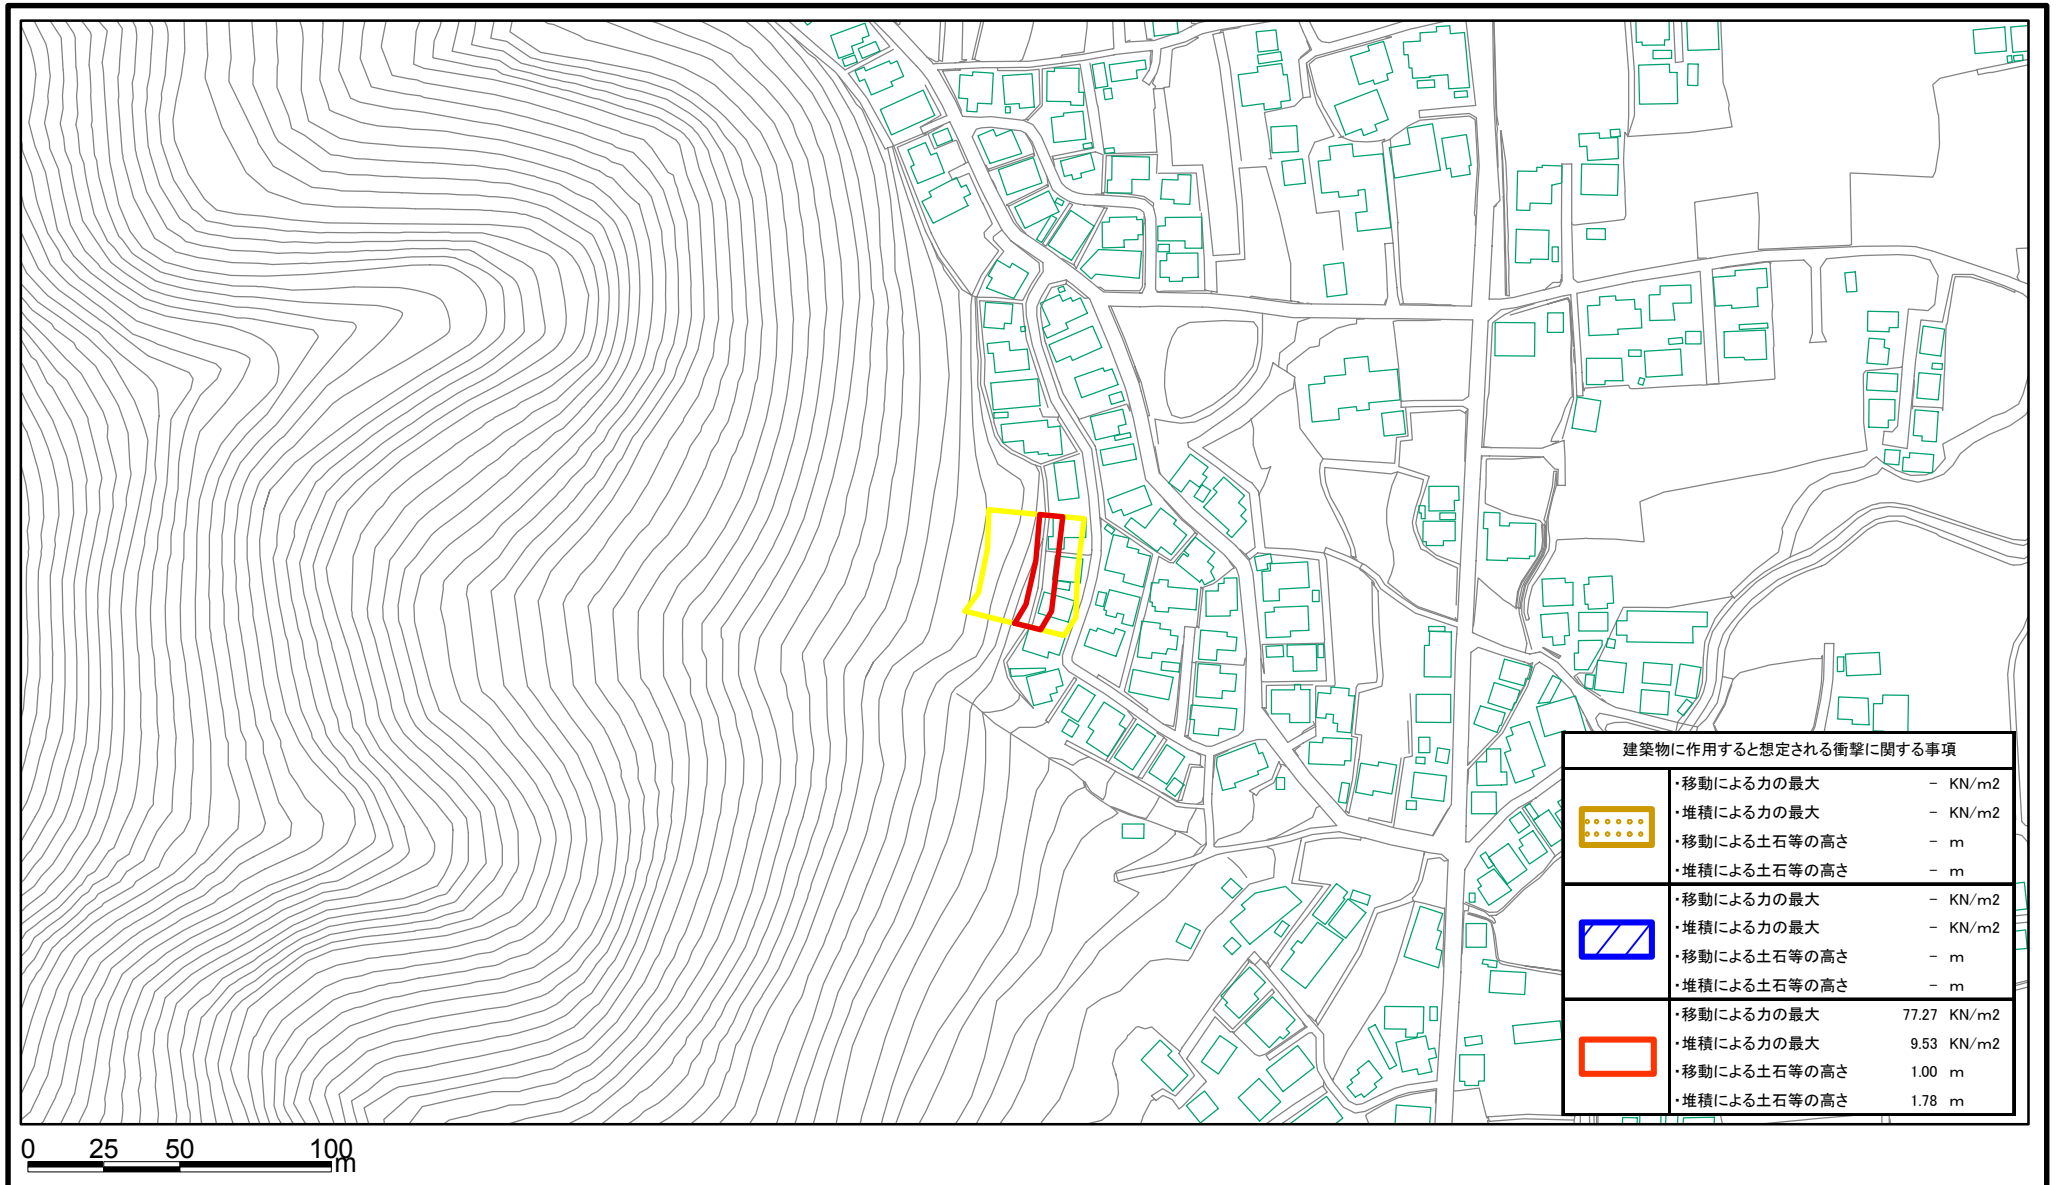 建築物に作用すると想定される衝撃に関する事項
・移動による力の最大 － KN/m2
・堆積による力の最大 － KN/m2
・移動による土石等の高さ － m
・堆積による土石等の高さ － m
・移動による力の最大 － KN/m2
・堆積による力の最大 － KN/m2
・移動による土石等の高さ － m
・堆積による土石等の高さ － m
・移動による力の最大 77.27 KN/m2
・堆積による力の最大 9.53 KN/m2
・移動による土石等の高さ 1.00 m
・堆積による土石等の高さ 1.78 m
0 25 50 100 m